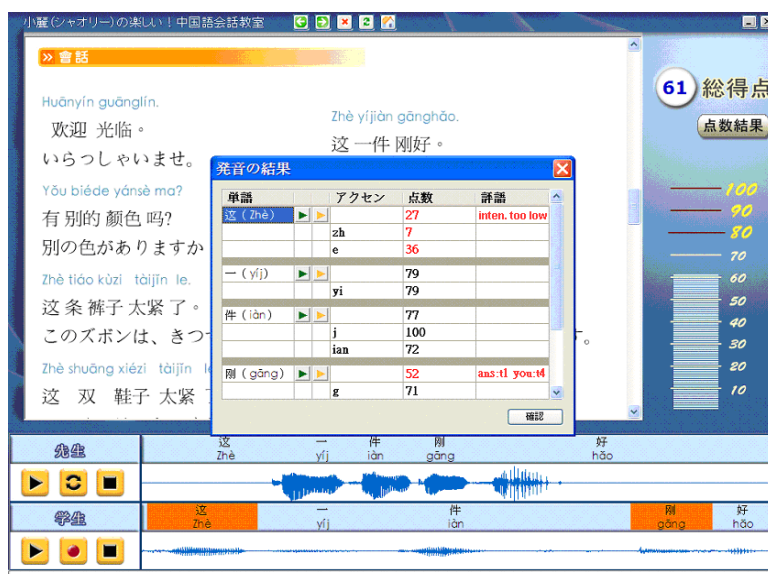 小麗(シャオリー)の楽しい！中国語会話教室
会話
Huānyín guānglín.
欢迎 光临。
いらっしゃいませ。
Yǒu biéde yánsè ma?
有 别的 颜色 吗?
別の色がありますか
Zhè tiáo kùzi tàijǐn le.
这 条 裤子 太紧 了。
このズボンは、きつ
Zhè shuāng xiézi tàijǐn
这 双 鞋子 太紧
Zhè yíjiàn gānghǎo.
这 一件 刚好。
す。
発音の結果
単語 アクセン 点数 評語
这 (Zhè) 27 inten. too low
zh 7
e 36
一 (yíj) 79
yi 79
件 (iàn) 77
j 100
ian 72
刚 (gāng) 52 ans:t1 you:t4
g 71
確認
61 総得点
点数結果
100
90
80
70
60
50
40
30
20
10
先生
这 一 件 刚 好
Zhè yíj iàn gāng hǎo
学生
这 一 件 刚 好
Zhè yíj iàn gāng hǎo